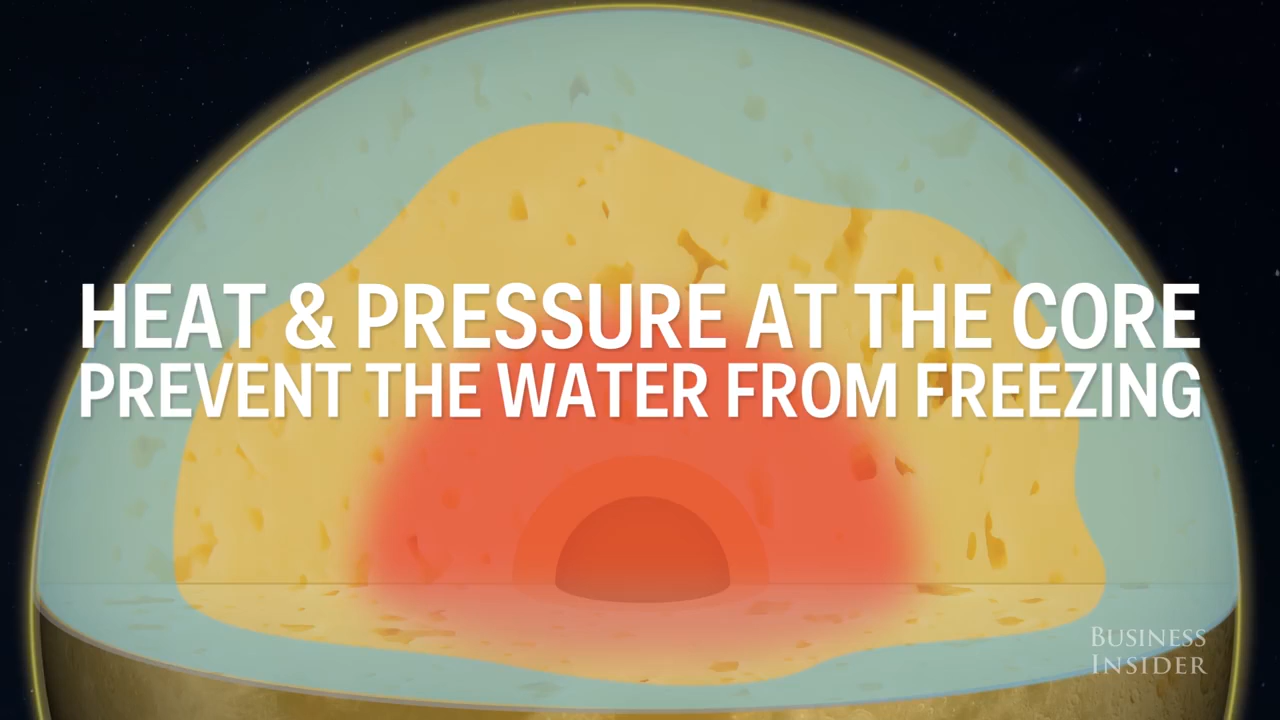 HEAT & PRESSURE AT THE CORE
PREVENT THE WATER FROM FREEZING
BUSINESS
INSIDER